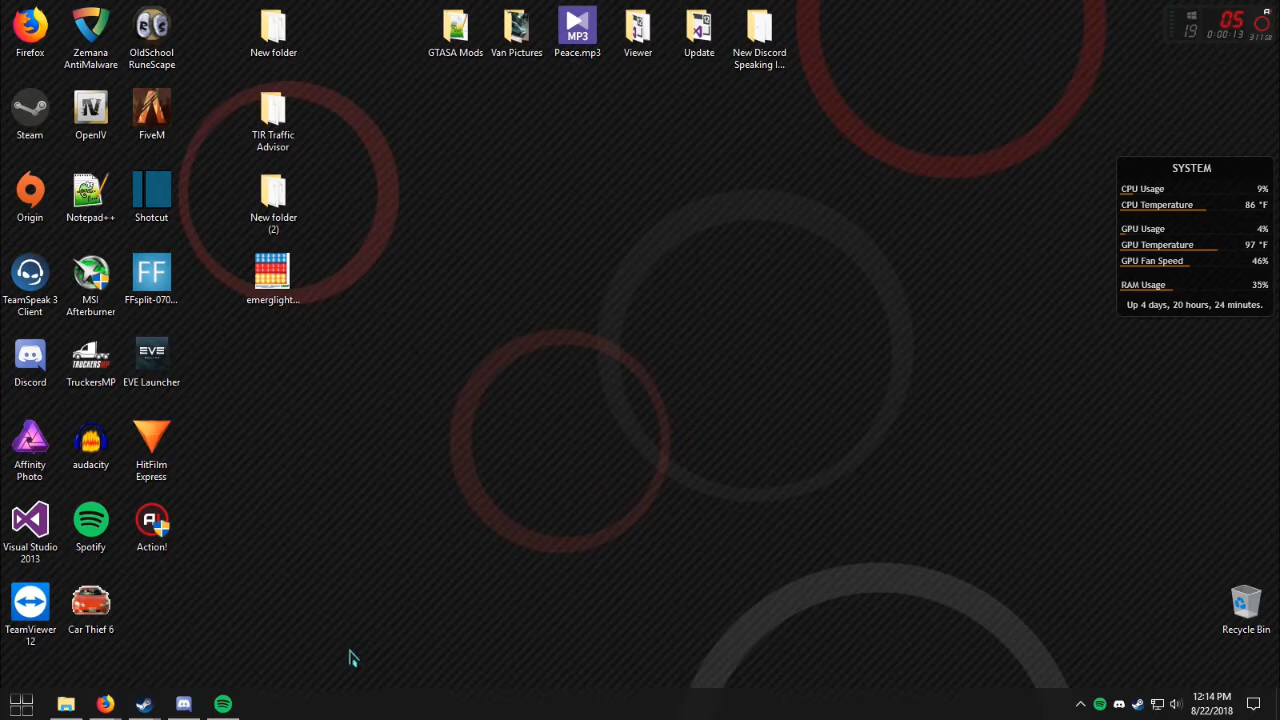 Firefox
Zemana
AntiMalware
OldSchool
RuneScape
New folder
GTASA Mods
Van Pictures
MP3
Peace.mp3
Viewer
Update
New Discord
Speaking I...
A
05
19
0:00:13
311GB
Steam
IV
OpenIV
FiveM
TIR Traffic
Advisor
Origin
Notepad++
Shotcut
New folder
(2)
SYSTEM
CPU Usage 9%
CPU Temperature 86 °F
GPU Usage 4%
GPU Temperature 97 °F
GPU Fan Speed 46%
RAM Usage 35%
Up 4 days, 20 hours, 24 minutes.
TeamSpeak 3
Client
MSI
Afterburner
FF
FFsplit-070...
emerglight...
Discord
TRUCKERSMP
TruckersMP
EVE
EVE Launcher
Affinity
Photo
audacity
HitFilm
Express
Visual Studio
2013
Spotify
Action!
TeamViewer
12
Car Thief 6
Recycle Bin
12:14 PM
8/22/2018